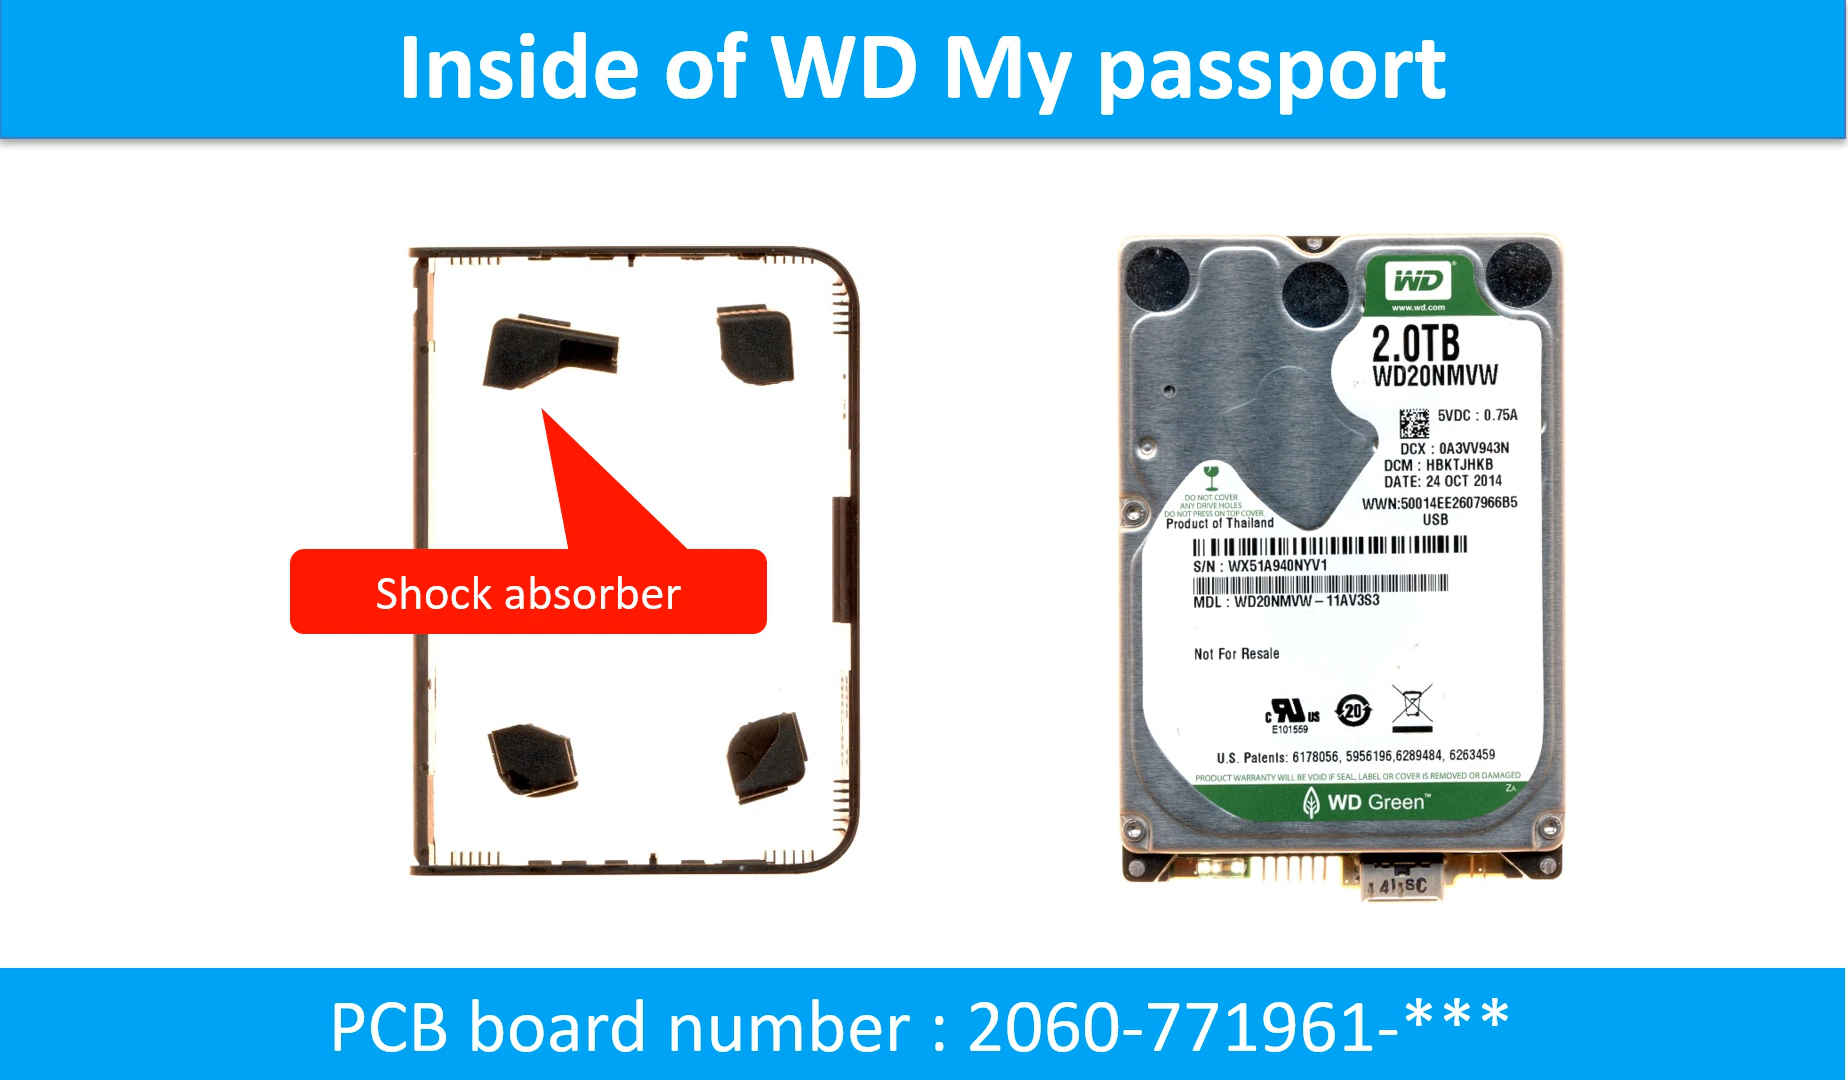 Inside of WD My passport
Shock absorber
WD
www.wd.com
2.0TB
WD20NMVW
5VDC : 0.75A
DCX : 0A3VV943N
DCM : HBKTJHKB
DATE: 24 OCT 2014
WWN:50014EE2607966B5
USB
DO NOT COVER
ANY DRIVE HOLES
DO NOT PRESS ON TOP COVER
Product of Thailand
S/N : WX51A940NYV1
MDL : WD20NMVW – 11AV3S3
Not For Resale
c RU us
E101559
20
U.S. Patents: 6178056, 5956196,6289484, 6263459
PRODUCT WARRANTY WILL BE VOID IF SEAL, LABEL OR COVER IS REMOVED OR DAMAGED
ZA
WD Green™
PCB board number : 2060-771961-***